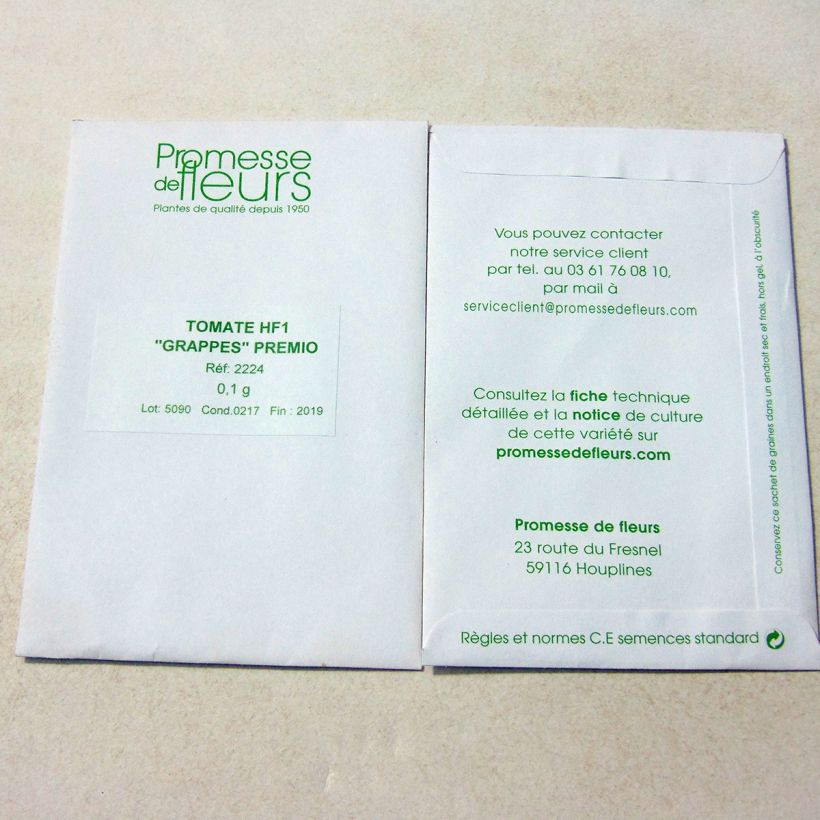 Promesse
de fleurs
Plantes de qualité depuis 1950
TOMATE HF1
"GRAPPES" PREMIO
Réf: 2224
0,1 g
Lot: 5090 Cond.0217 Fin : 2019
Vous pouvez contacter
notre service client
par tel. au 03 61 76 08 10,
par mail à
serviceclient@promessedefleurs.com
Consultez la fiche technique
détaillée et la notice de culture
de cette variété sur
promessedefleurs.com
Promesse de fleurs
23 route du Fresnel
59116 Houplines
Règles et normes C.E semences standard
Conservez ce sachet de graines dans un endroit sec et frais, hors gel, à l'obscurité